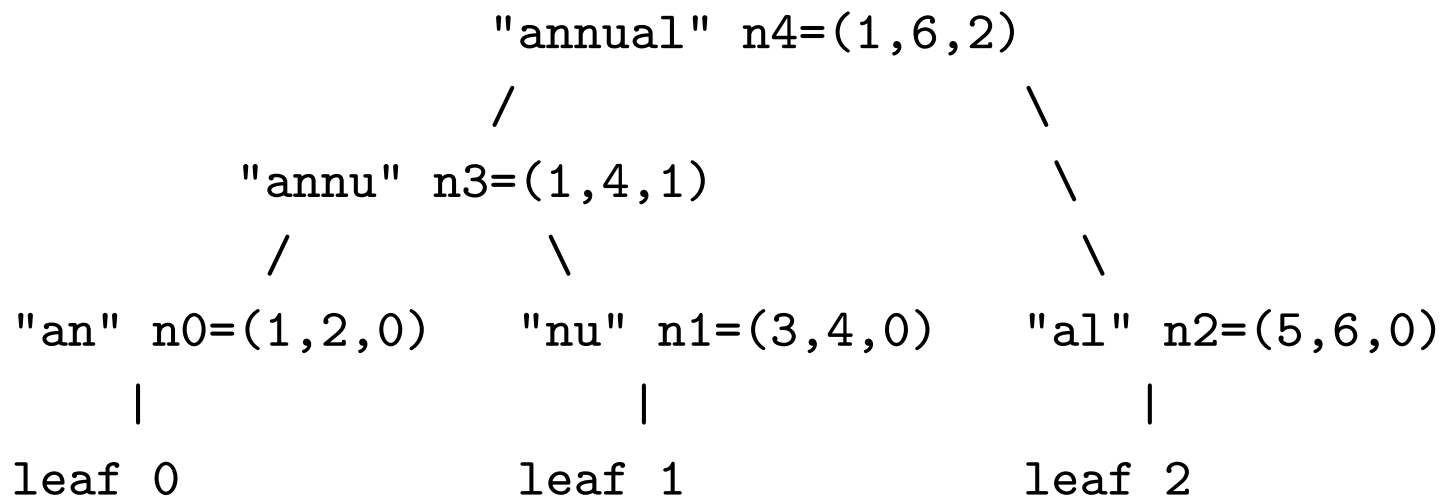 "annual" n4=(1,6,2)
/ \
"annu" n3=(1,4,1) \
/ \ \
"an" n0=(1,2,0) "nu" n1=(3,4,0) "al" n2=(5,6,0)
| | |
leaf 0 leaf 1 leaf 2